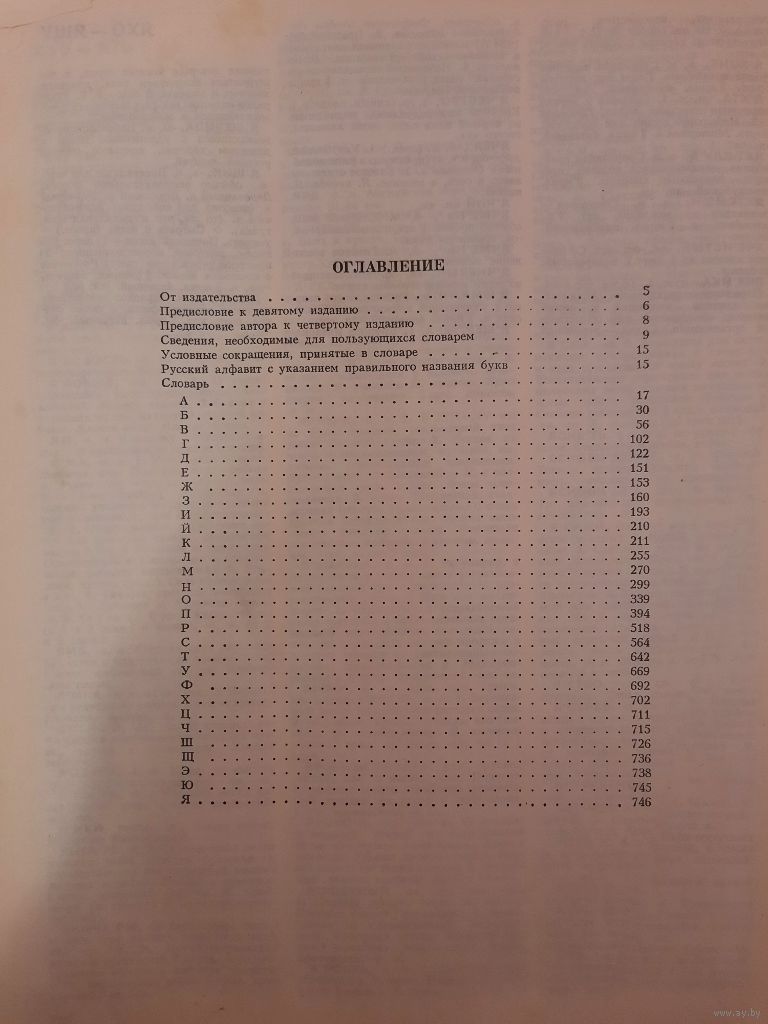 ОГЛАВЛЕНИЕ
От издательства 5
Предисловие к девятому изданию 6
Предисловие автора к четвертому изданию 8
Сведения, необходимые для пользующихся словарем 9
Условные сокращения, принятые в словаре 15
Русский алфавит с указанием правильного названия букв 15
Словарь
А 17
Б 30
В 56
Г 102
Д 122
Е 151
Ж 153
З 160
И 193
Й 210
К 211
Л 255
М 270
Н 299
О 339
П 394
Р 518
С 564
Т 642
У 669
Ф 692
Х 702
Ц 711
Ч 715
Ш 726
Щ 736
Э 738
Ю 745
Я 746
www.ay.by